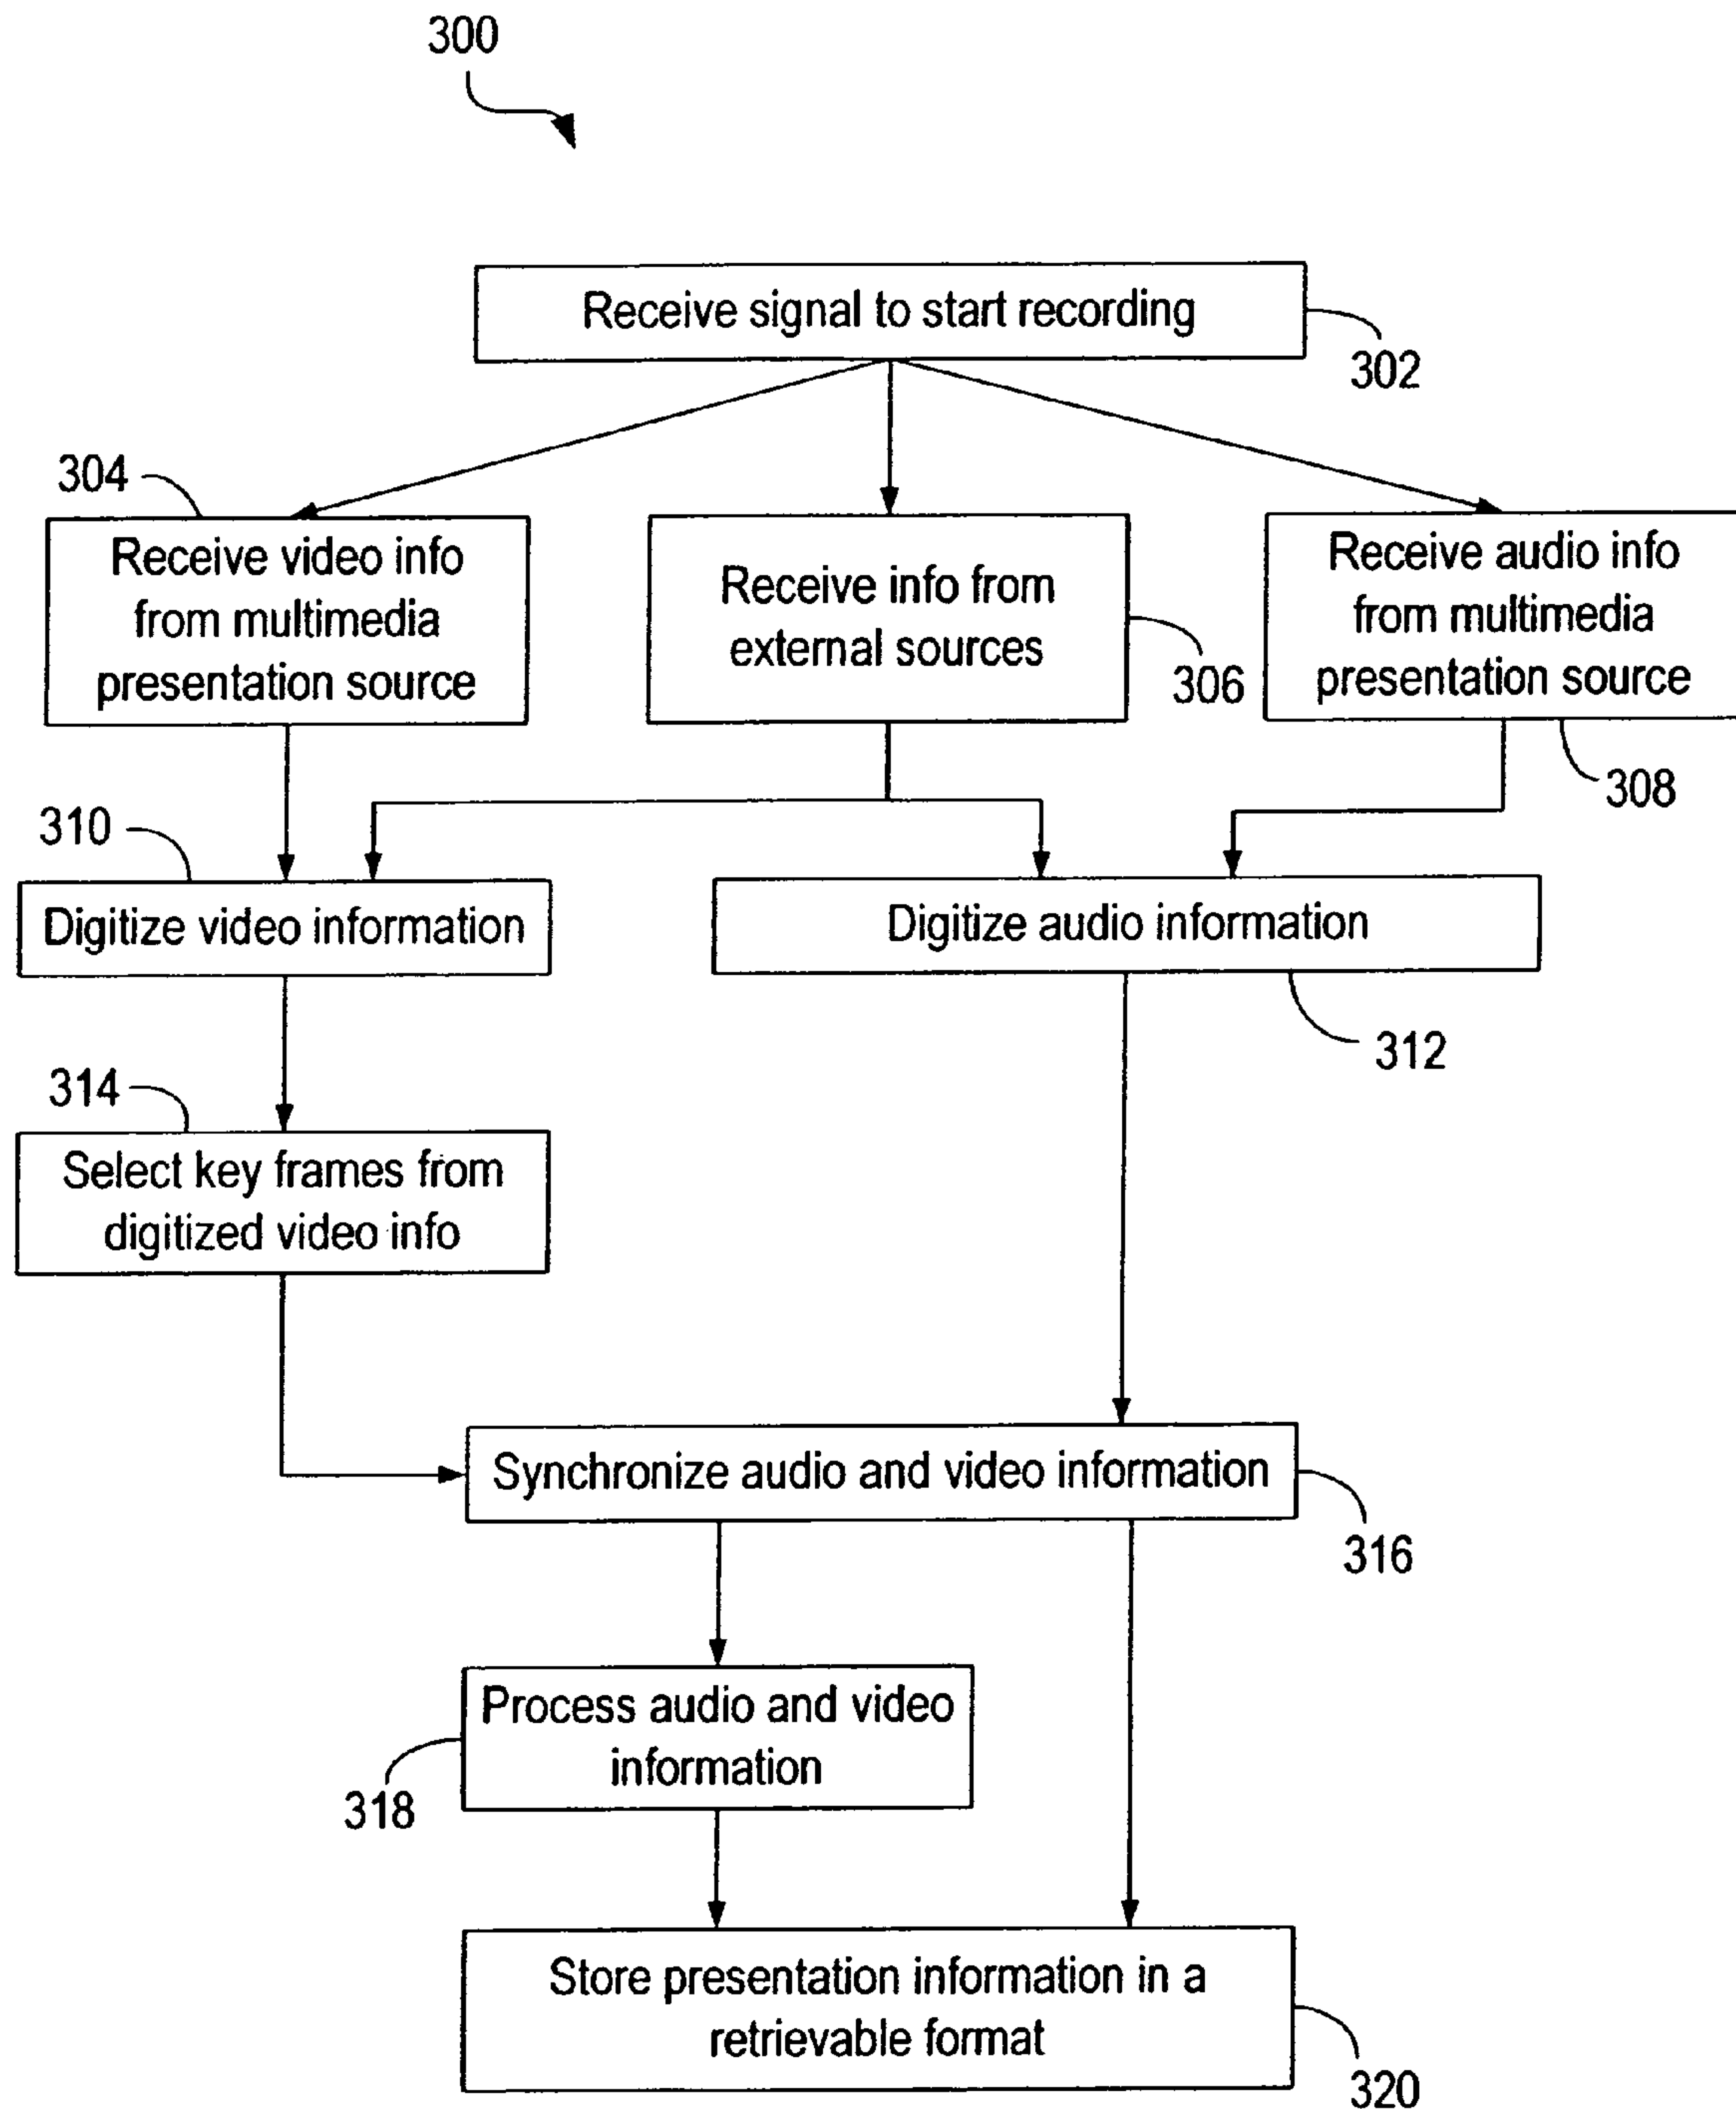 300
Receive signal to start recording
302
304
Receive video info
from multimedia
presentation source
Receive info from
external sources
306
Receive audio info
from multimedia
presentation source
308
310
Digitize video information
Digitize audio information
312
314
Select key frames from
digitized video info
Synchronize audio and video information
316
Process audio and video
information
318
Store presentation information in a
retrievable format
320